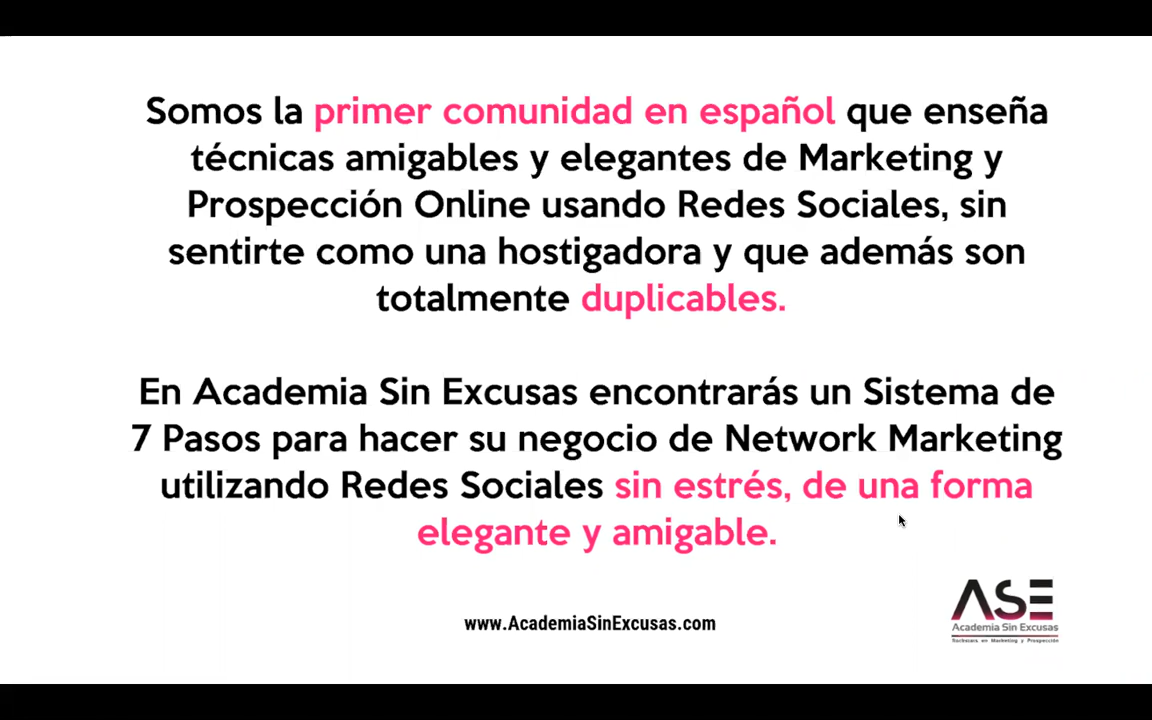 Somos la primer comunidad en español que enseña
técnicas amigables y elegantes de Marketing y
Prospección Online usando Redes Sociales, sin
sentirte como una hostigadora y que además son
totalmente duplicables.
En Academia Sin Excusas encontrarás un Sistema de
7 Pasos para hacer su negocio de Network Marketing
utilizando Redes Sociales sin estrés, de una forma
elegante y amigable.
www.AcademiaSinExcusas.com
ASE
Academia Sin Excusas
en Marketing y Prospección